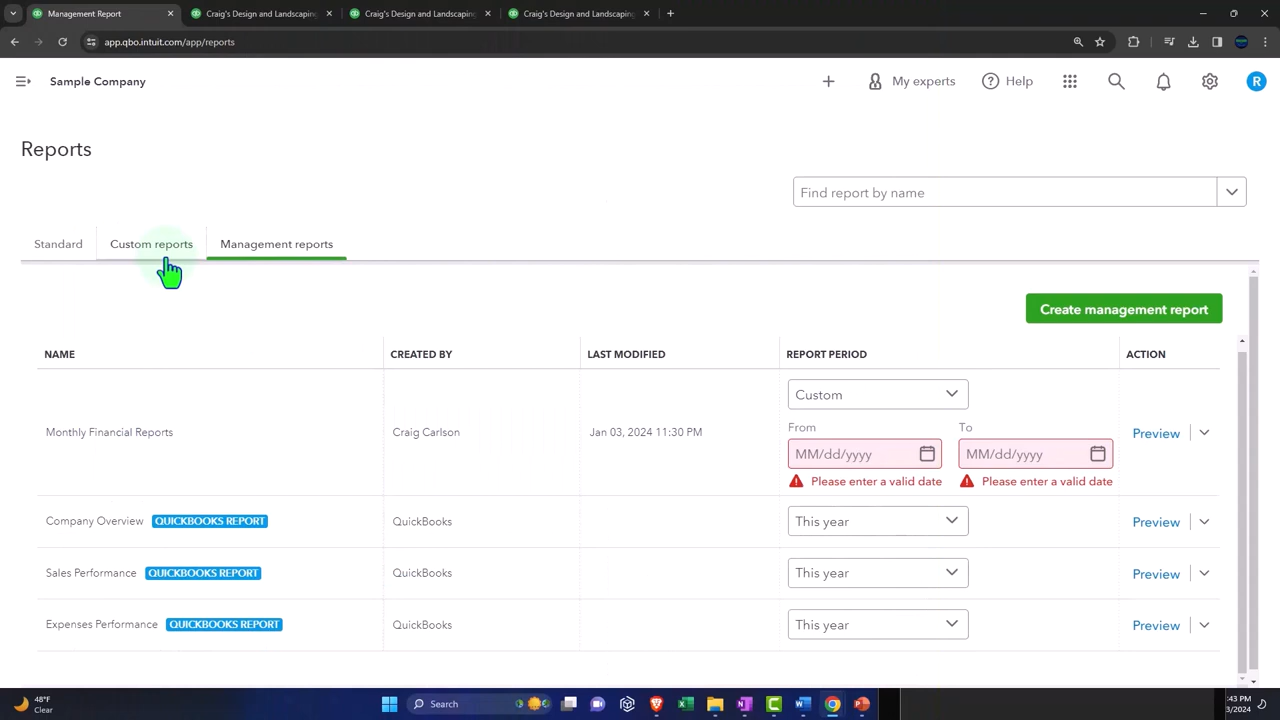 Management Report
Craig's Design and Landscaping
Craig's Design and Landscaping
Craig's Design and Landscaping
app.qbo.intuit.com/app/reports
Sample Company
My experts
Help
R
Reports
Find report by name
Standard
Custom reports
Management reports
Create management report
NAME
CREATED BY
LAST MODIFIED
REPORT PERIOD
ACTION
Custom
From
To
Monthly Financial Reports
Craig Carlson
Jan 03, 2024 11:30 PM
MM/dd/yyyy
MM/dd/yyyy
Preview
Please enter a valid date
Please enter a valid date
Company Overview QUICKBOOKS REPORT
QuickBooks
This year
Preview
Sales Performance QUICKBOOKS REPORT
QuickBooks
This year
Preview
Expenses Performance QUICKBOOKS REPORT
QuickBooks
This year
Preview
48°F
Clear
Search
:43 PM
3/2024